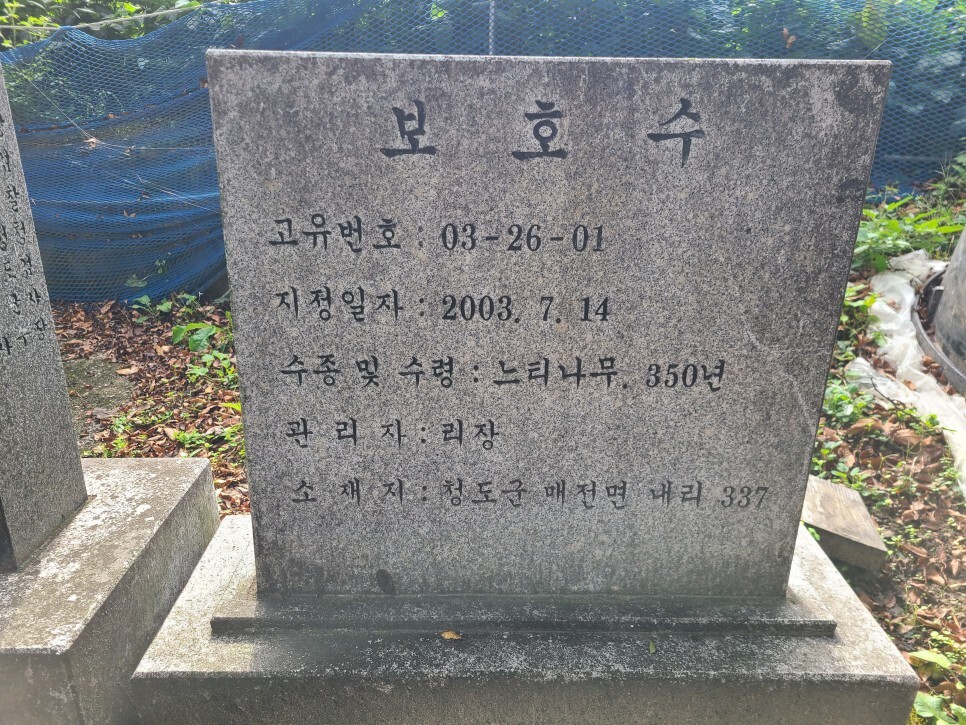 보 호 수
고유번호 : 03-26-01
지정일자 : 2003. 7. 14
수종 및 수령 : 느티나무. 350년
관 리 자 : 리장
소 재 지 : 청도군 매전면 내리 337